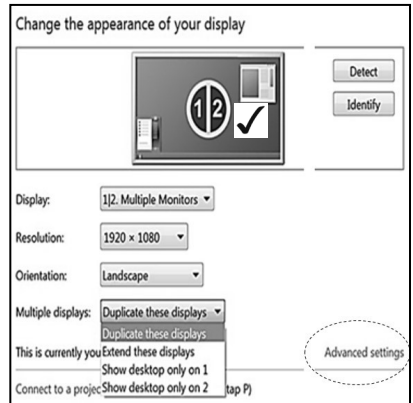 Change the appearance of your display
1|2
Detect
Identify
Display: 1|2. Multiple Monitors
Resolution: 1920 × 1080
Orientation: Landscape
Multiple displays: Duplicate these displays
Duplicate these displays
This is currently you Extend these displays Advanced settings
Show desktop only on 1
Connect to a projec Show desktop only on 2 tap P)